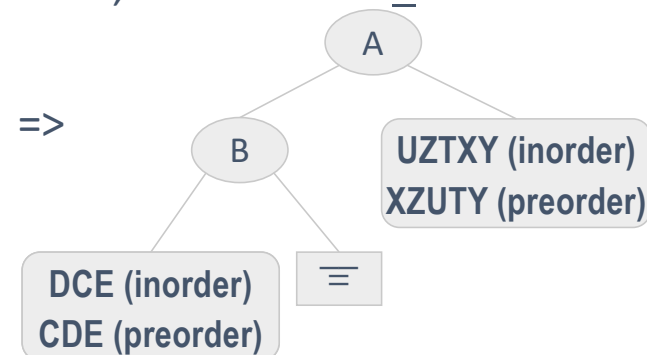 A
=>
B
UZTXY (inorder)
XZUTY (preorder)
DCE (inorder)
CDE (preorder)